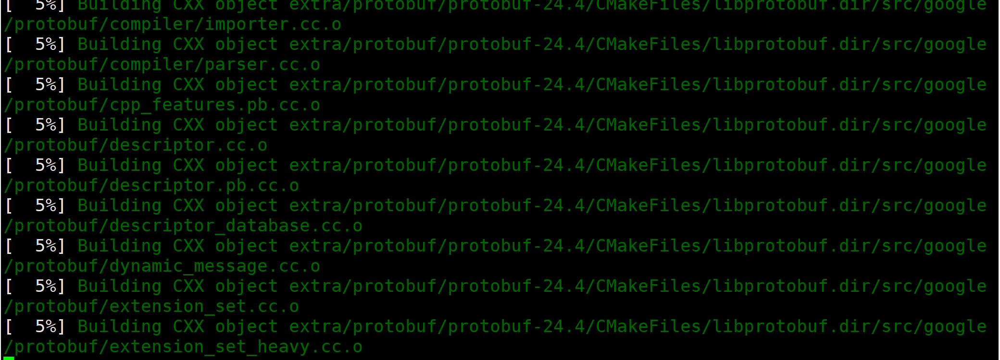 [  5%] Building CXX object extra/protobuf/protobuf-24.4/CMakeFiles/libprotobuf.dir/src/google
/protobuf/compiler/importer.cc.o
[  5%] Building CXX object extra/protobuf/protobuf-24.4/CMakeFiles/libprotobuf.dir/src/google
/protobuf/compiler/parser.cc.o
[  5%] Building CXX object extra/protobuf/protobuf-24.4/CMakeFiles/libprotobuf.dir/src/google
/protobuf/cpp_features.pb.cc.o
[  5%] Building CXX object extra/protobuf/protobuf-24.4/CMakeFiles/libprotobuf.dir/src/google
/protobuf/descriptor.cc.o
[  5%] Building CXX object extra/protobuf/protobuf-24.4/CMakeFiles/libprotobuf.dir/src/google
/protobuf/descriptor.pb.cc.o
[  5%] Building CXX object extra/protobuf/protobuf-24.4/CMakeFiles/libprotobuf.dir/src/google
/protobuf/descriptor_database.cc.o
[  5%] Building CXX object extra/protobuf/protobuf-24.4/CMakeFiles/libprotobuf.dir/src/google
/protobuf/dynamic_message.cc.o
[  5%] Building CXX object extra/protobuf/protobuf-24.4/CMakeFiles/libprotobuf.dir/src/google
/protobuf/extension_set.cc.o
[  5%] Building CXX object extra/protobuf/protobuf-24.4/CMakeFiles/libprotobuf.dir/src/google
/protobuf/extension_set_heavy.cc.o